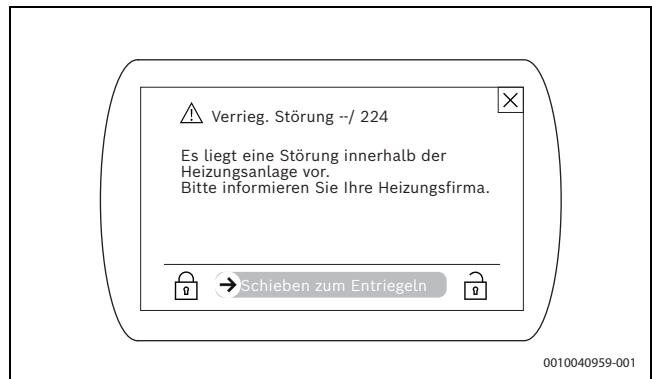 Verrieg. Störung --/ 224
Es liegt eine Störung innerhalb der
Heizungsanlage vor.
Bitte informieren Sie Ihre Heizungsfirma.
Schieben zum Entriegeln
0010040959-001